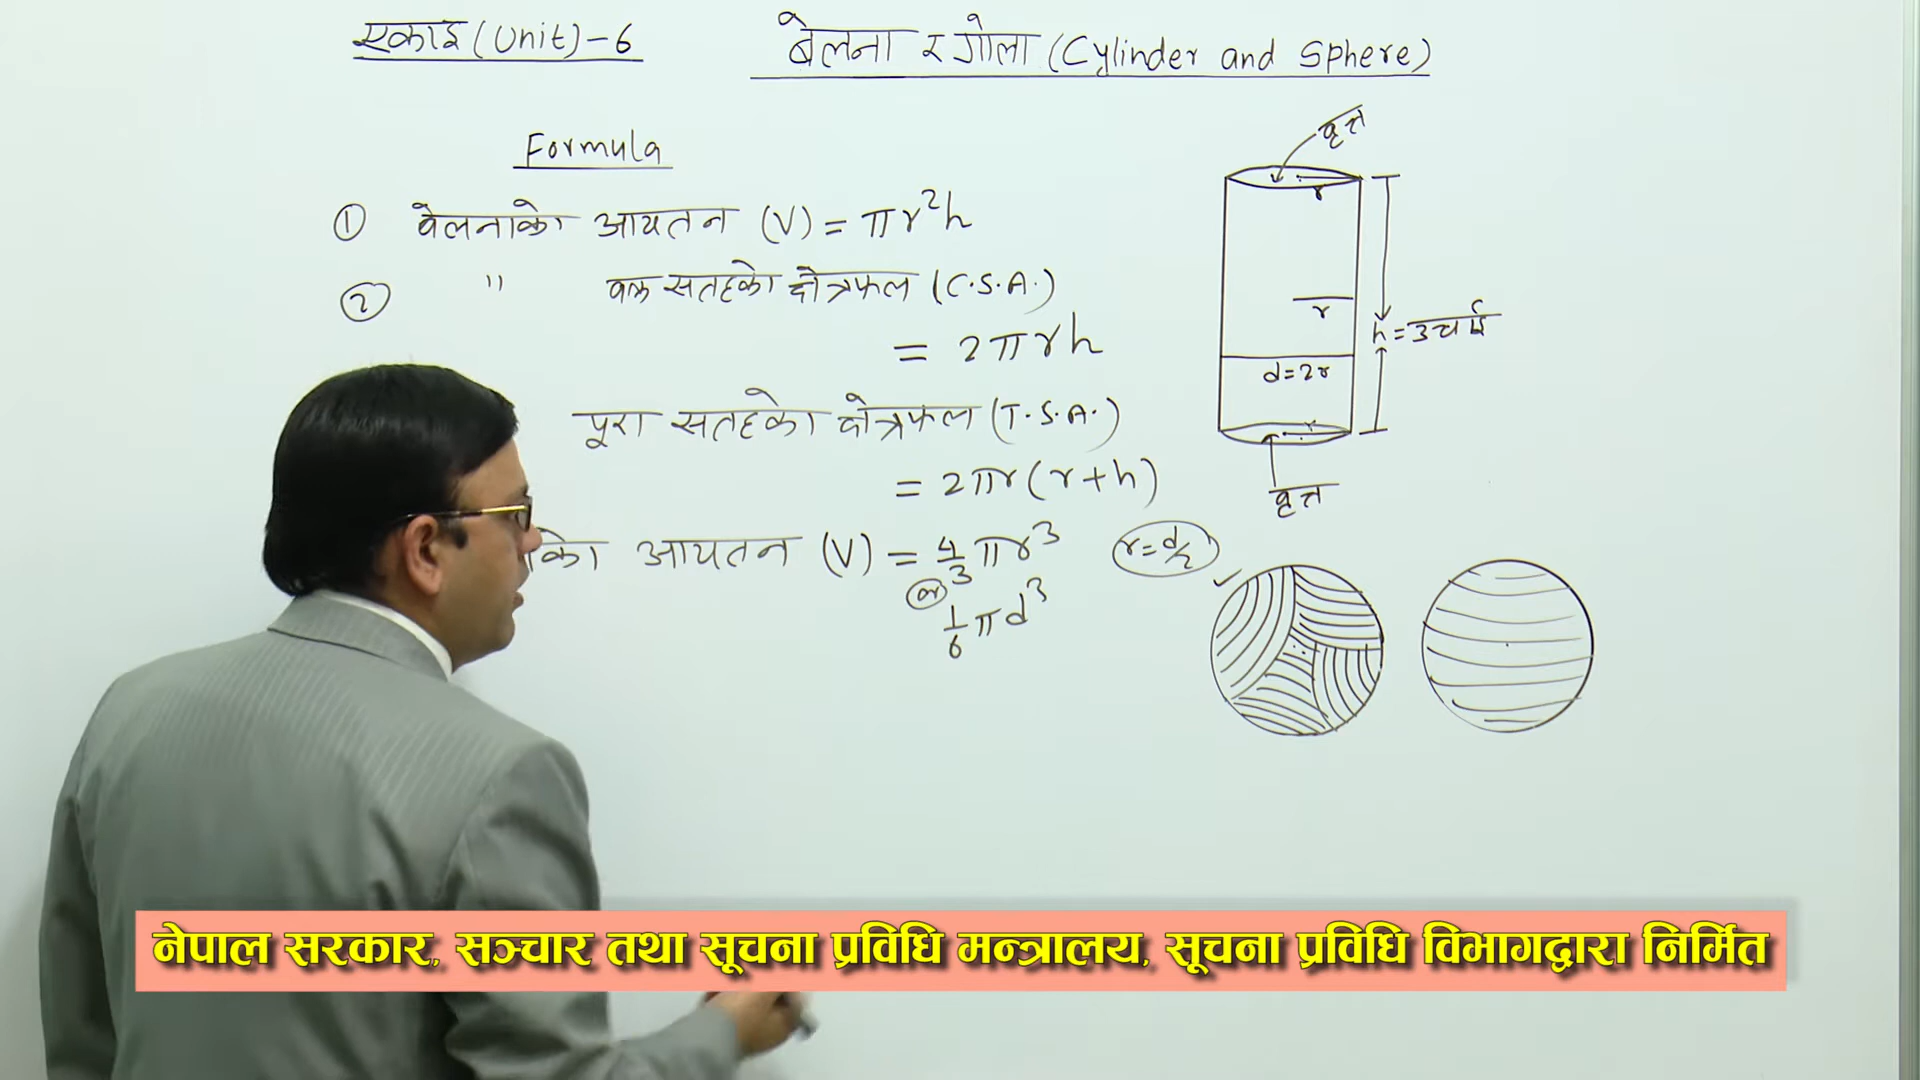 एकाइ (Unit)-6
बेलना र गोला (Cylinder and Sphere)
Formula
① बेलनाको आयतन (V) = πr²h
② " वक्र सतहको क्षेत्रफल (C.S.A.)
= 2πrh
पूरा सतहको क्षेत्रफल (T.S.A.)
= 2πr(r+h)
को आयतन (V) = 4/3 πr³
or
1/6 πd³
r = d/2
वृत्त
r
r
h = उचाई
d = 2r
r
वृत्त
नेपाल सरकार, सञ्चार तथा सूचना प्रविधि मन्त्रालय, सूचना प्रविधि विभागद्वारा निर्मित